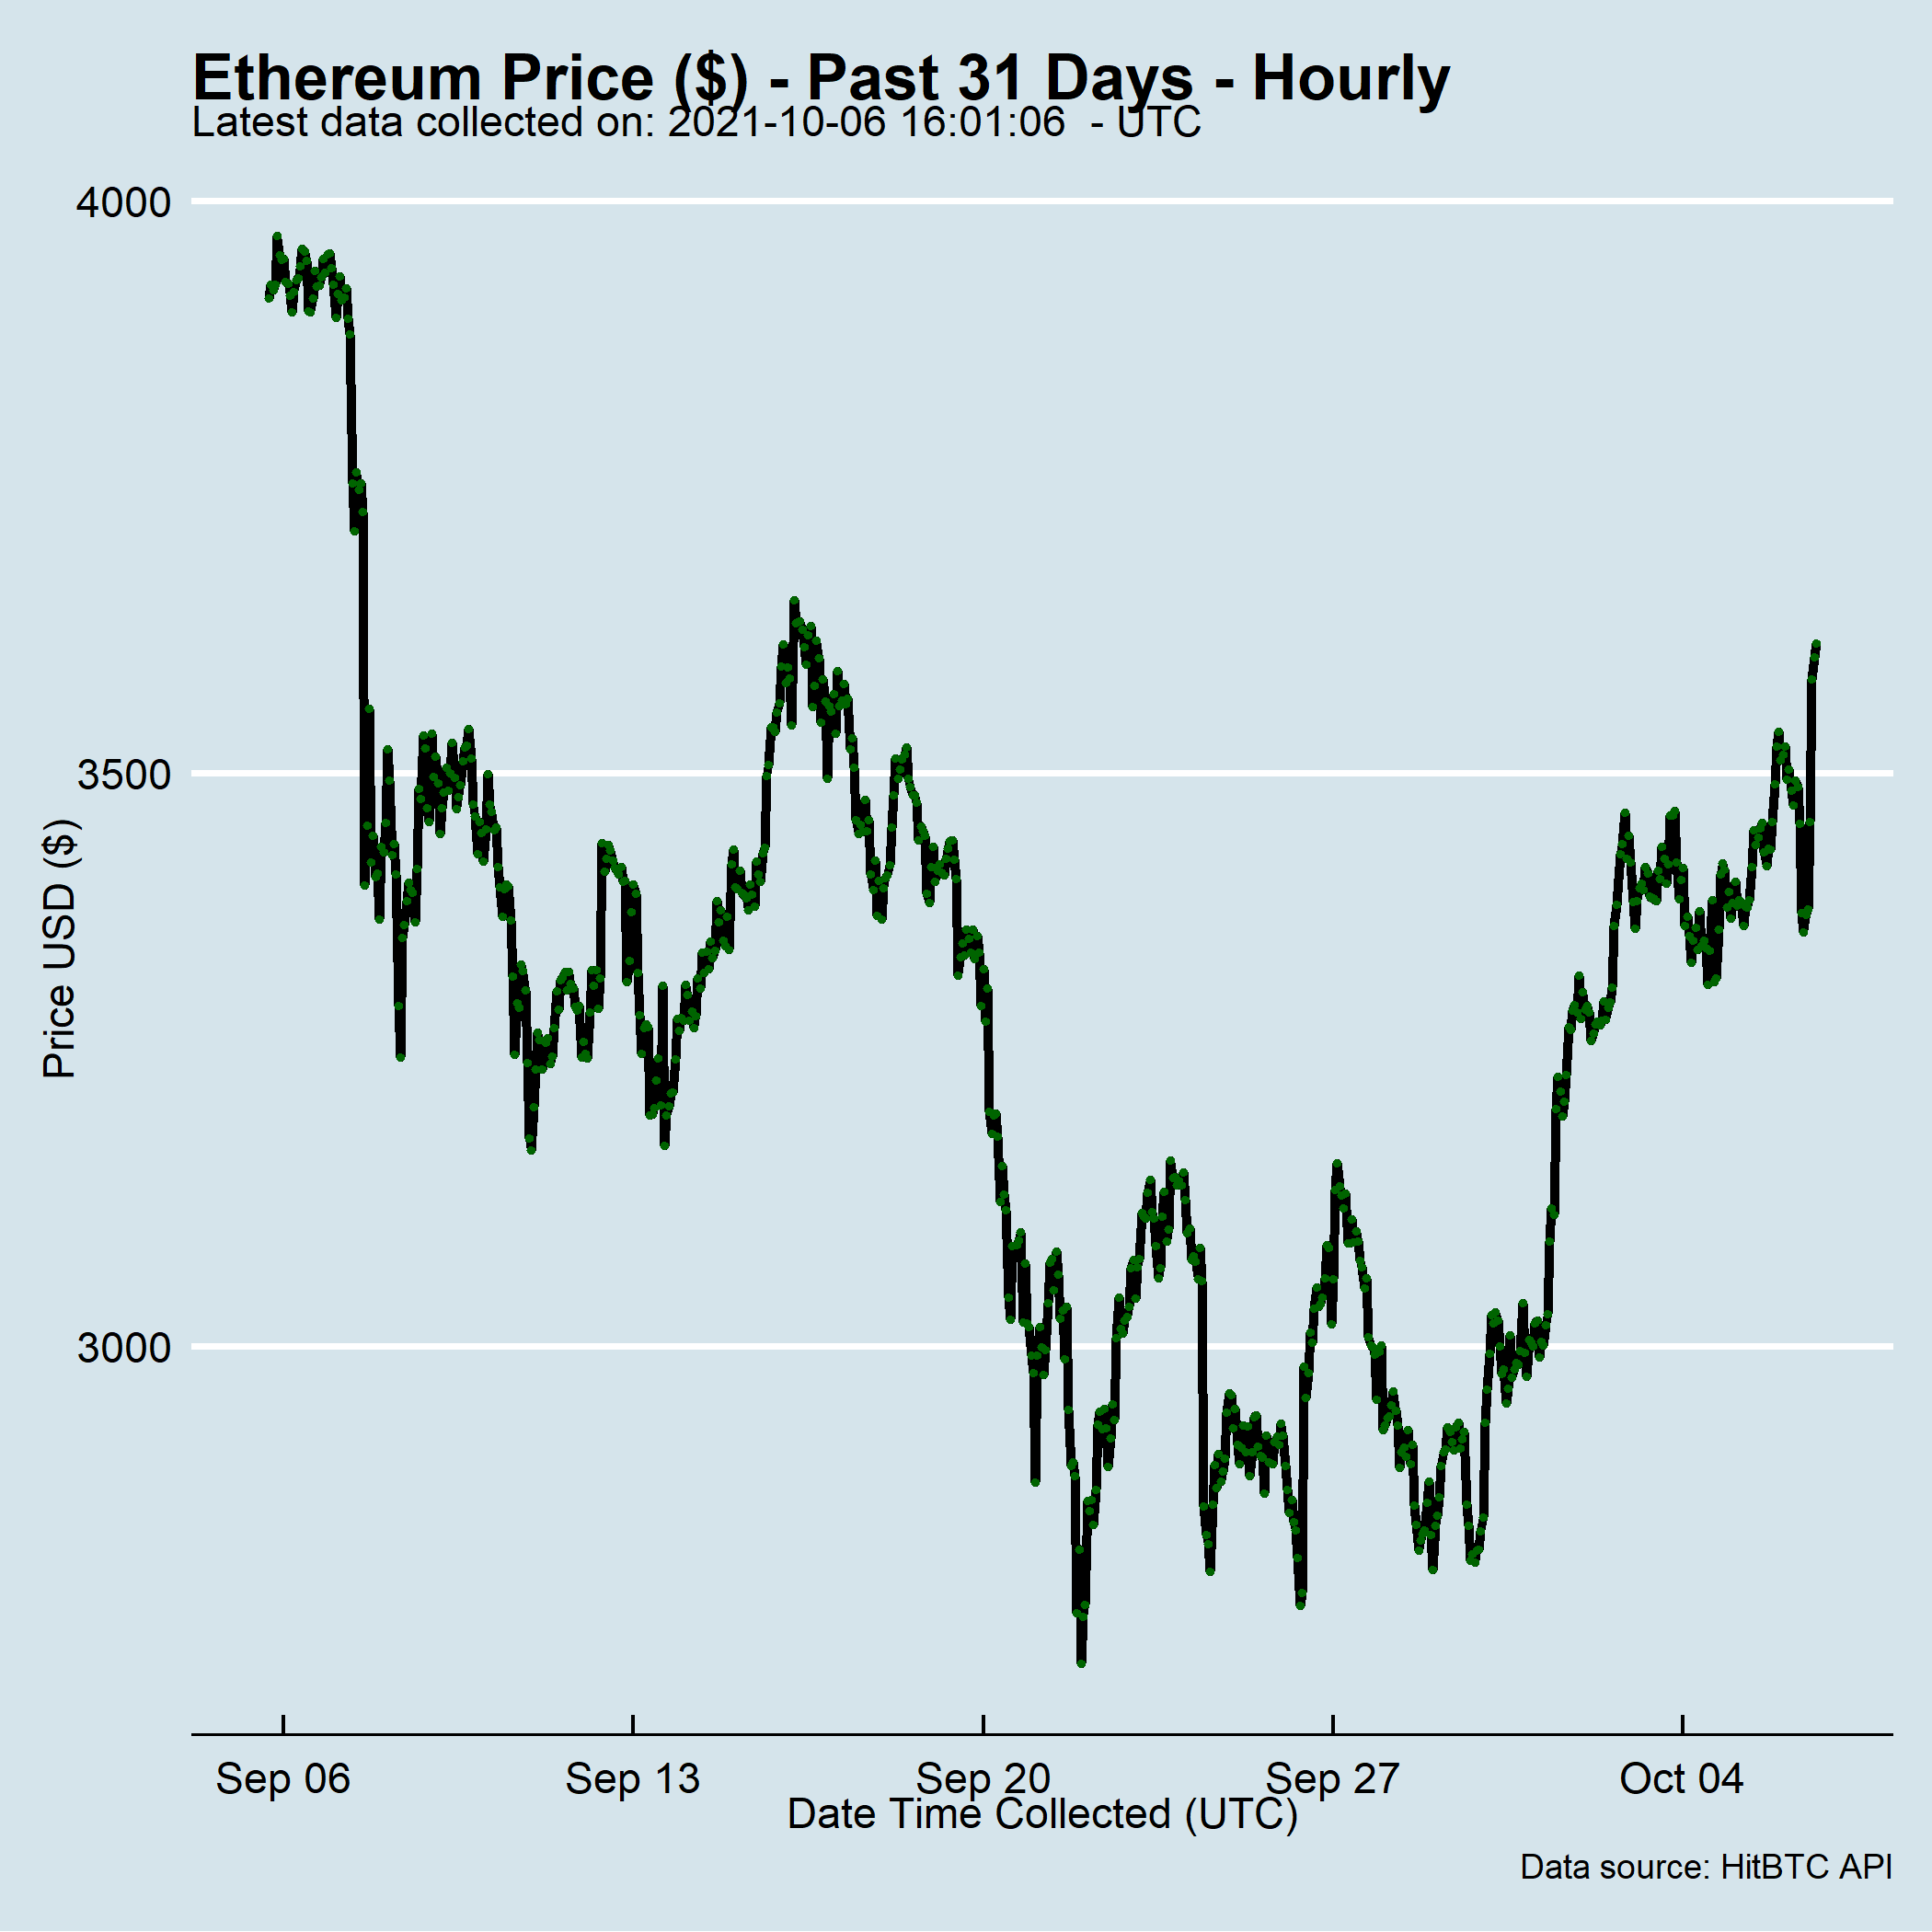 Ethereum Price ($) - Past 31 Days - Hourly
Latest data collected on: 2021-10-06 16:01:06  - UTC
4000
3500
3000
Price USD ($)
Sep 06
Sep 13
Sep 20
Sep 27
Oct 04
Date Time Collected (UTC)
Data source: HitBTC API